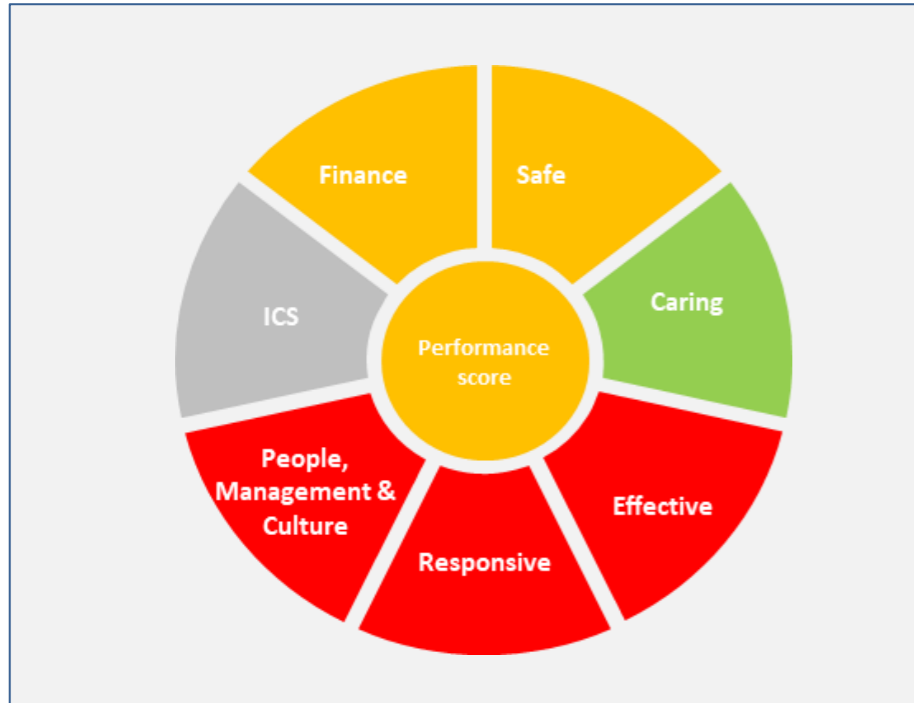 Finance
Safe
ICS
Caring
Performance
score
People,
Management &
Culture
Effective
Responsive